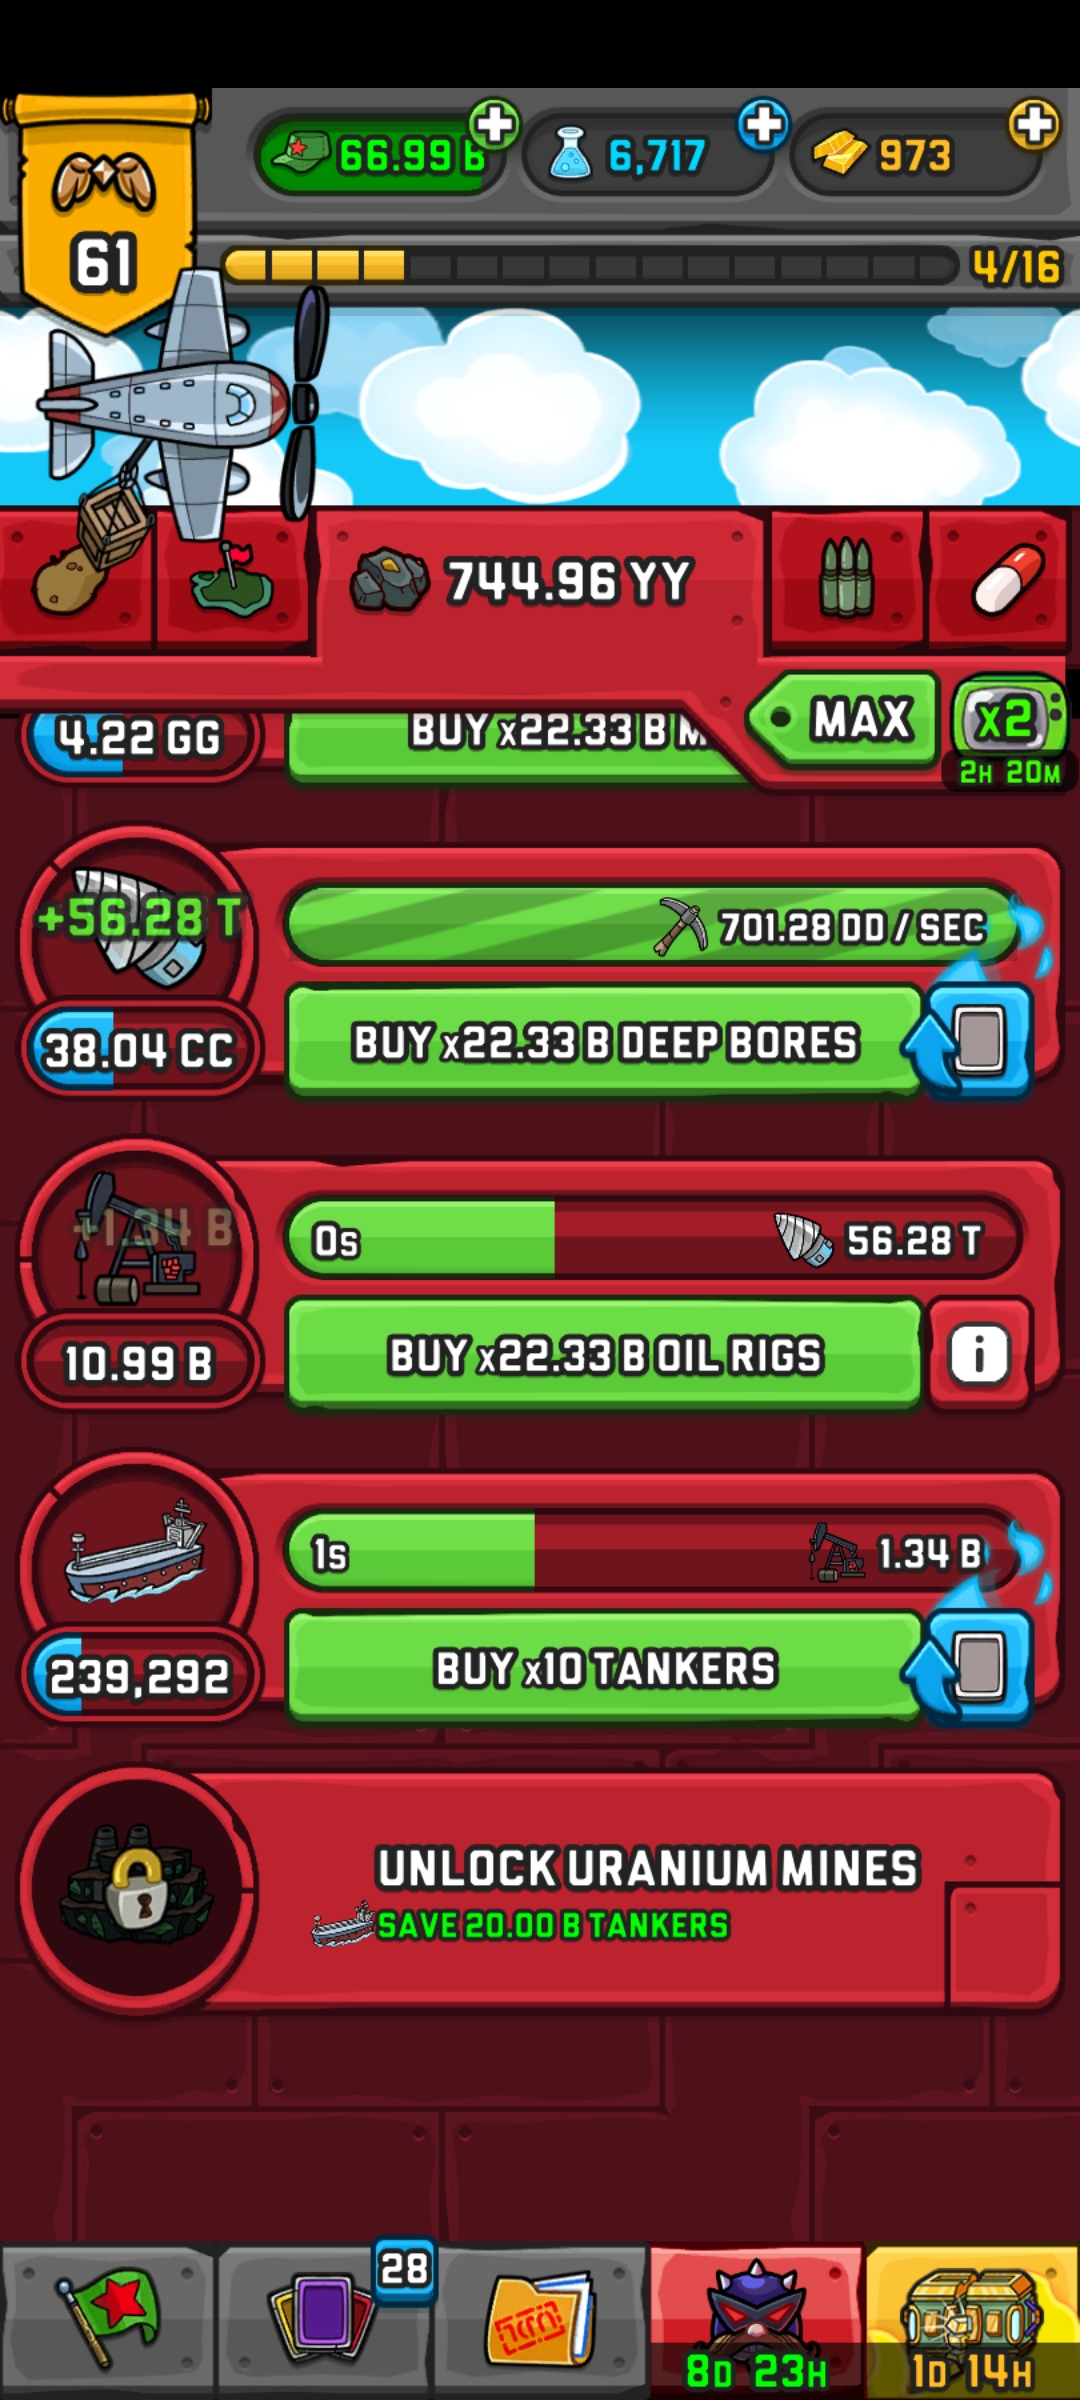 66.99 B
6,717
973
61
4/16
744.96 YY
MAX
x2
2H 20M
4.22 GG
BUY x22.33 B
+56.28 T
701.28 DD / SEC
38.04 CC
BUY x22.33 B DEEP BORES
+1.34 B
0s
56.28 T
10.99 B
BUY x22.33 B OIL RIGS
i
1s
1.34 B
239,292
BUY x10 TANKERS
UNLOCK URANIUM MINES
SAVE 20.00 B TANKERS
28
8D 23H
1D 14H